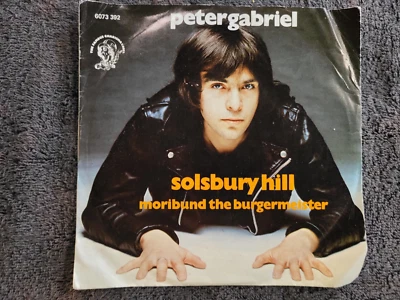 petergabriel
6073 392
solsbury hill
moribund the burgermeister